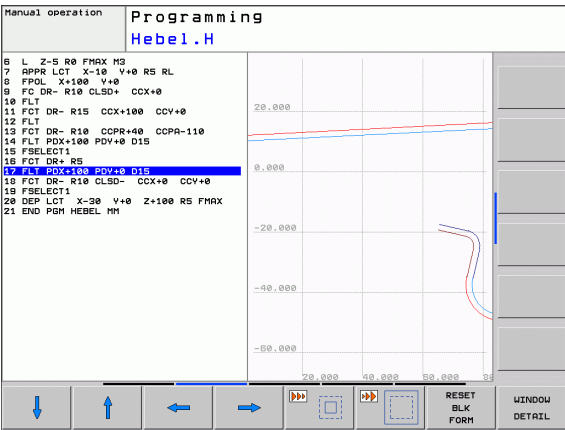 Manual operation
Programming
Hebel.H
6 L Z-5 R0 FMAX M3
7 APPR LCT X-10 Y+0 R5 RL
8 FPOL X+100 Y+0
9 FC DR- R10 CLSD+ CCX+0
10 FLT
11 FCT DR- R15 CCX+100 CCY+0
12 FLT
13 FCT DR- R10 CCPR+40 CCPA-110
14 FLT PDX+100 PDY+0 D15
15 FSELECT1
16 FCT DR+ R5
17 FLT PDX+100 PDY+0 D15
18 FCT DR- R10 CLSD- CCX+0 CCY+0
19 FSELECT1
20 DEP LCT X-30 Y+0 Z+100 R5 FMAX
21 END PGM HEBEL MM
20.000
0.000
-20.000
-40.000
-60.000
20.000 40.000 60.000
RESET
BLK
FORM
WINDOW
DETAIL